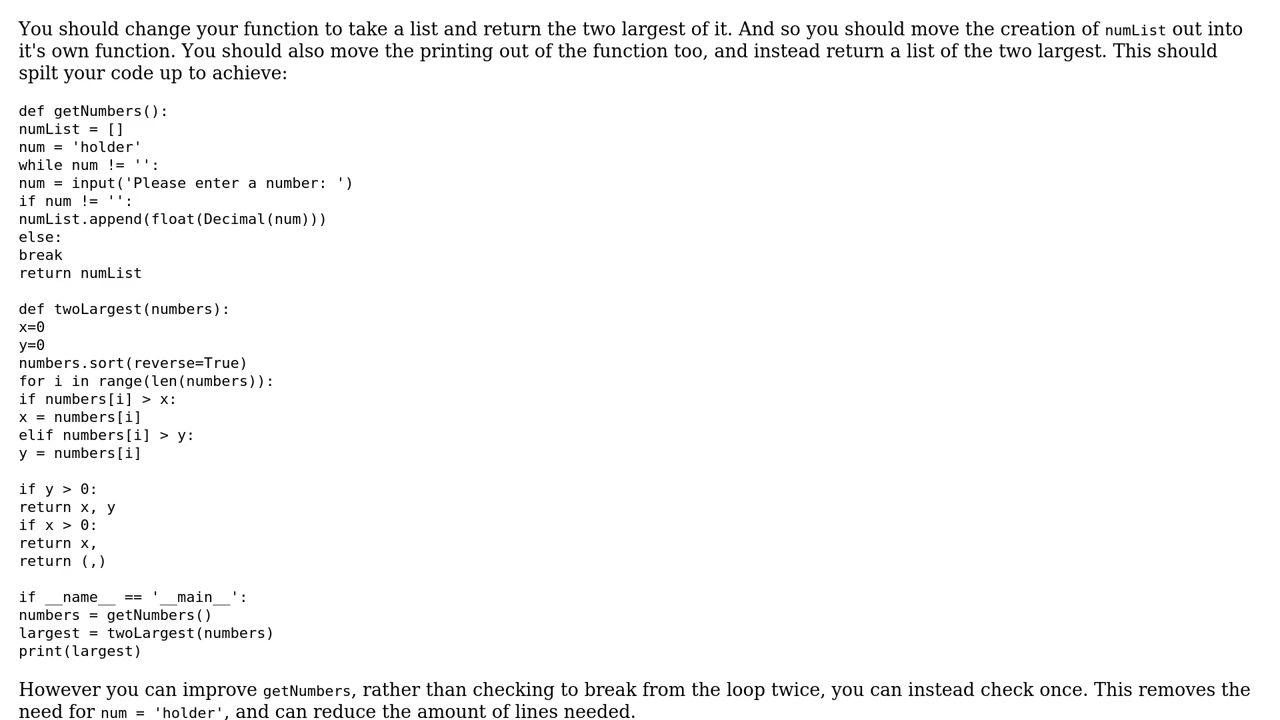 You should change your function to take a list and return the two largest of it. And so you should move the creation of numList out into
it's own function. You should also move the printing out of the function too, and instead return a list of the two largest. This should
spilt your code up to achieve:
def getNumbers():
numList = []
num = 'holder'
while num != '':
num = input('Please enter a number: ')
if num != '':
numList.append(float(Decimal(num)))
else:
break
return numList
def twoLargest(numbers):
x=0
y=0
numbers.sort(reverse=True)
for i in range(len(numbers)):
if numbers[i] > x:
x = numbers[i]
elif numbers[i] > y:
y = numbers[i]
if y > 0:
return x, y
if x > 0:
return x,
return (,)
if __name__ == '__main__':
numbers = getNumbers()
largest = twoLargest(numbers)
print(largest)
However you can improve getNumbers, rather than checking to break from the loop twice, you can instead check once. This removes the
need for num = 'holder', and can reduce the amount of lines needed.